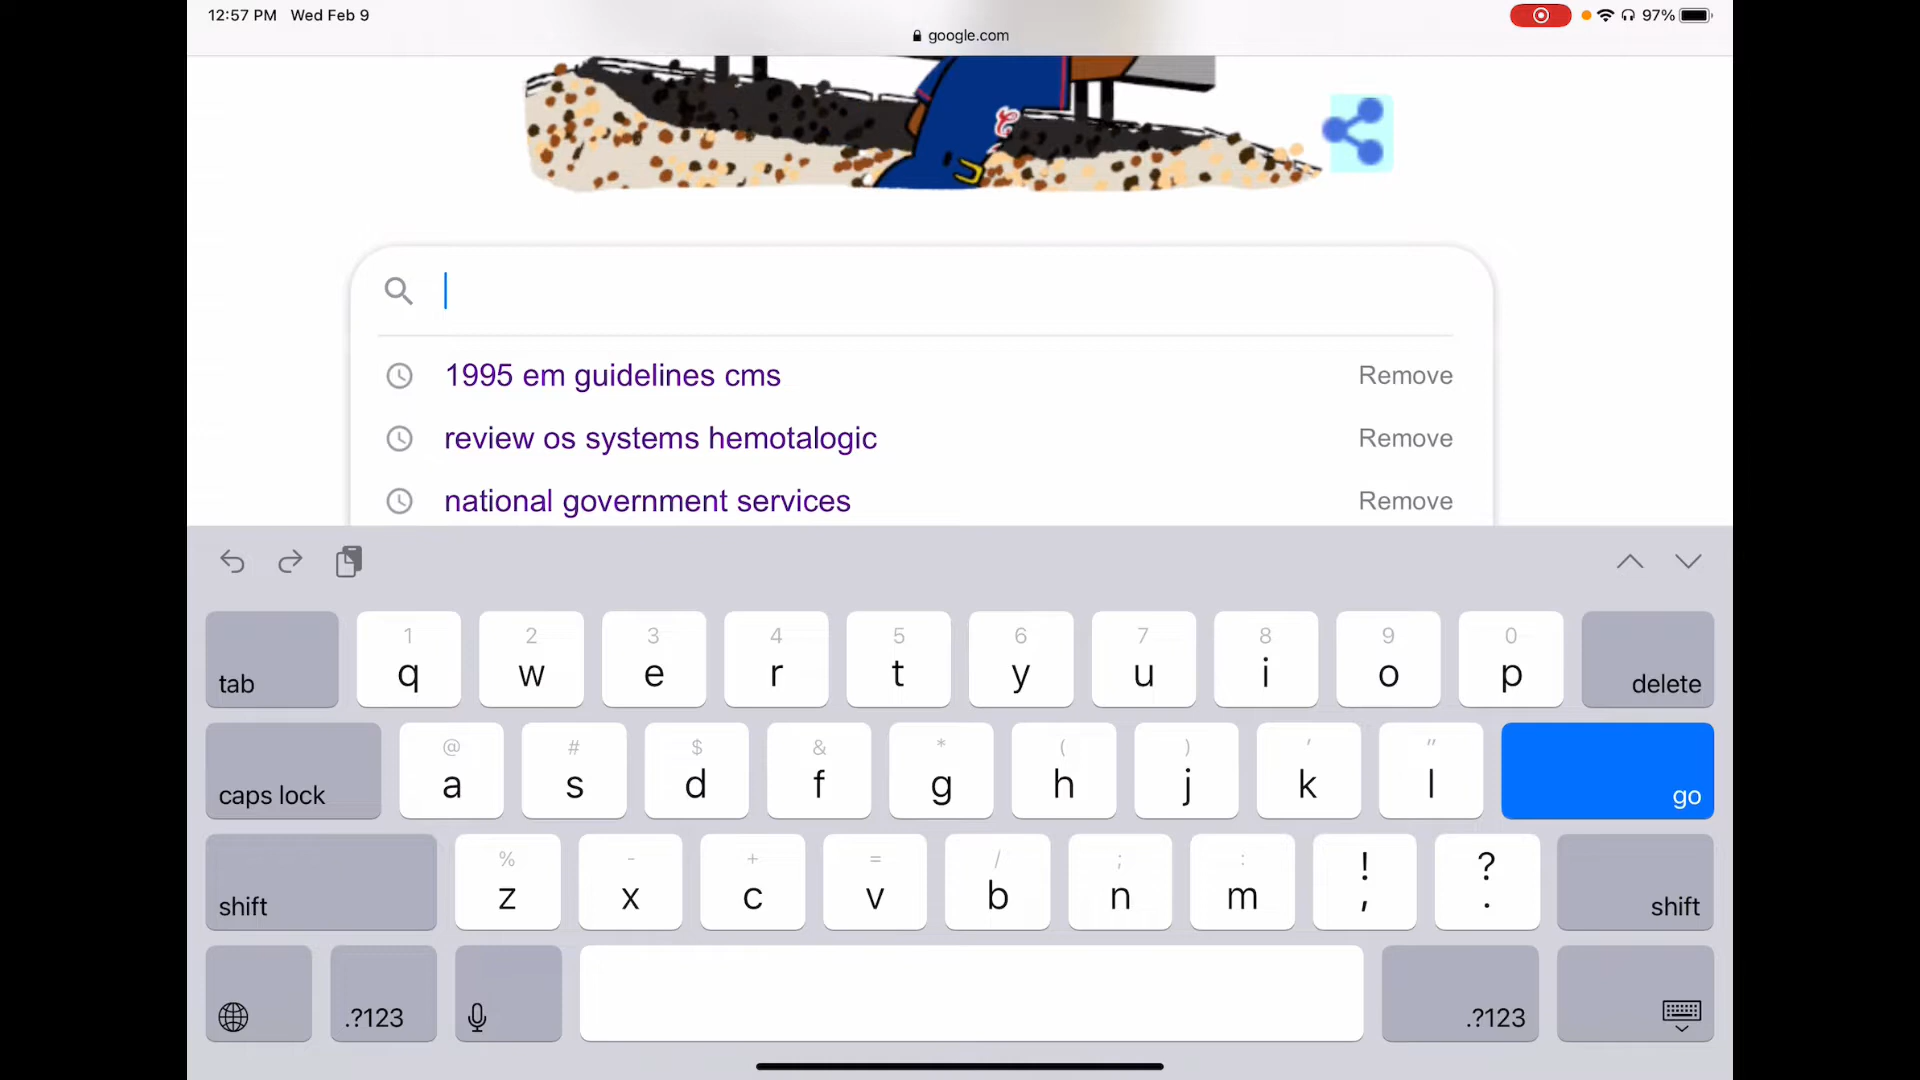 12:57 PM Wed Feb 9
97%
google.com
C
1995 em guidelines cms Remove
review os systems hemotalogic Remove
national government services Remove
1 2 3 4 5 6 7 8 9 0
tab q w e r t y u i o p delete
@ # $ & * ( ) ' "
caps lock a s d f g h j k l go
% - + = / ; : ! ?
shift z x c v b n m , . shift
.?123 .?123